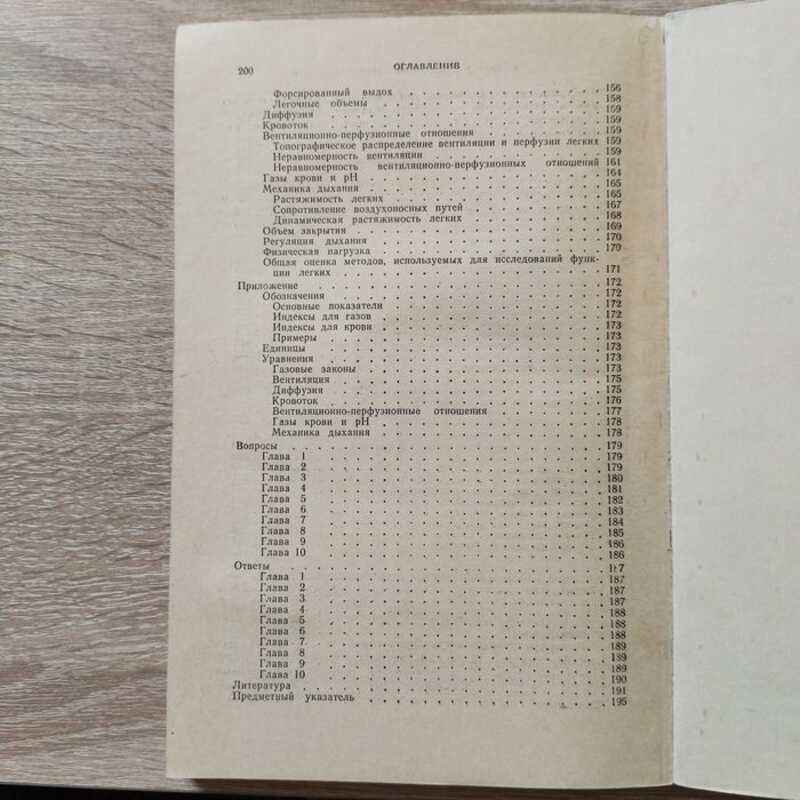 200 ОГЛАВЛЕНИЕ
Форсированный выдох . . . . . . . . . . . . . . 156
Легочные объемы . . . . . . . . . . . . . . 158
Диффузия . . . . . . . . . . . . . . 159
Кровоток . . . . . . . . . . . . . . 159
Вентиляционно-перфузионные отношения . . . . . . . 159
Топографическое распределение вентиляции и перфузии легких 159
Неравномерность вентиляции . . . . . . . . . . 159
Неравномерность вентиляционно-перфузионных отношений 161
Газы крови и pH . . . . . . . . . . . . . . 164
Механика дыхания . . . . . . . . . . . . . . 165
Растяжимость легких . . . . . . . . . . . . . . 165
Сопротивление воздухоносных путей . . . . . . . . 167
Динамическая растяжимость легких . . . . . . . . 168
Объем закрытия . . . . . . . . . . . . . . 169
Регуляция дыхания . . . . . . . . . . . . . . 170
Физическая нагрузка . . . . . . . . . . . . . . 170
Общая оценка методов, используемых для исследований функ-
ции легких . . . . . . . . . . . . . . 171
Приложение . . . . . . . . . . . . . . 172
Обозначения . . . . . . . . . . . . . . 172
Основные показатели . . . . . . . . . . . . . . 172
Индексы для газов . . . . . . . . . . . . . . 172
Индексы для крови . . . . . . . . . . . . . . 173
Примеры . . . . . . . . . . . . . . 173
Единицы . . . . . . . . . . . . . . 173
Уравнения . . . . . . . . . . . . . . 173
Газовые законы . . . . . . . . . . . . . . 173
Вентиляция . . . . . . . . . . . . . . 175
Диффузия . . . . . . . . . . . . . . 175
Кровоток . . . . . . . . . . . . . . 176
Вентиляционно-перфузионные отношения . . . . . . . 177
Газы крови и pH . . . . . . . . . . . . . . 178
Механика дыхания . . . . . . . . . . . . . . 178
Вопросы . . . . . . . . . . . . . . 179
Глава 1 . . . . . . . . . . . . . . 179
Глава 2 . . . . . . . . . . . . . . 179
Глава 3 . . . . . . . . . . . . . . 180
Глава 4 . . . . . . . . . . . . . . 181
Глава 5 . . . . . . . . . . . . . . 182
Глава 6 . . . . . . . . . . . . . . 183
Глава 7 . . . . . . . . . . . . . . 184
Глава 8 . . . . . . . . . . . . . . 185
Глава 9 . . . . . . . . . . . . . . 186
Глава 10 . . . . . . . . . . . . . . 186
Ответы . . . . . . . . . . . . . . 187
Глава 1 . . . . . . . . . . . . . . 187
Глава 2 . . . . . . . . . . . . . . 187
Глава 3 . . . . . . . . . . . . . . 187
Глава 4 . . . . . . . . . . . . . . 188
Глава 5 . . . . . . . . . . . . . . 188
Глава 6 . . . . . . . . . . . . . . 188
Глава 7 . . . . . . . . . . . . . . 189
Глава 8 . . . . . . . . . . . . . . 189
Глава 9 . . . . . . . . . . . . . . 189
Глава 10 . . . . . . . . . . . . . . 190
Литература . . . . . . . . . . . . . . 191
Предметный указатель . . . . . . . . . . . . . . 195